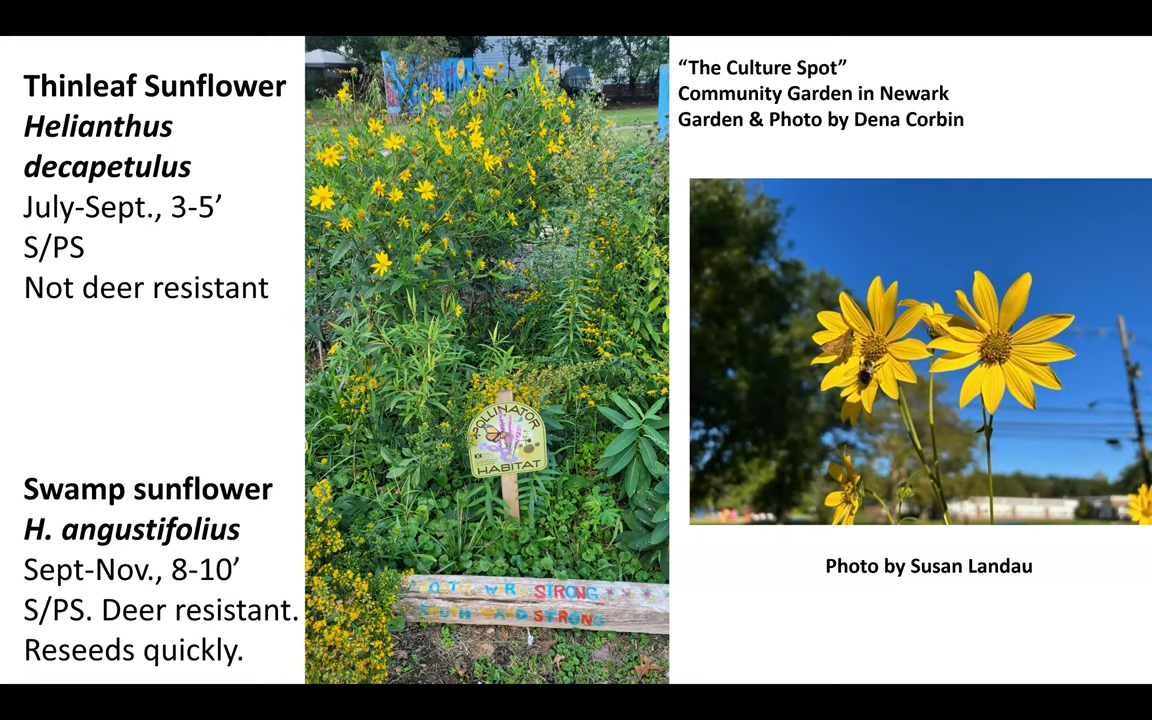 Thinleaf Sunflower
Helianthus
decapetulus
July-Sept., 3-5’
S/PS
Not deer resistant
Swamp sunflower
H. angustifolius
Sept-Nov., 8-10’
S/PS. Deer resistant.
Reseeds quickly.
POLLINATOR
HABITAT
STRONG
STRONG
“The Culture Spot”
Community Garden in Newark
Garden & Photo by Dena Corbin
Photo by Susan Landau